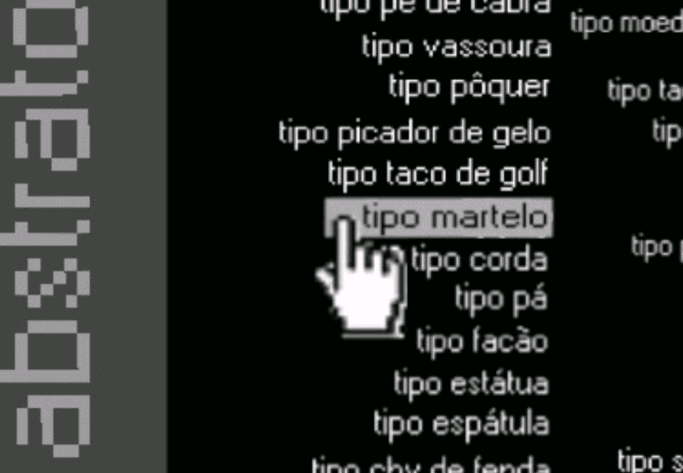 abstrato
tipo pé de cabra
tipo vassoura
tipo pôquer
tipo picador de gelo
tipo taco de golf
tipo martelo
tipo corda
tipo pá
tipo facão
tipo estátua
tipo espátula
tipo chv de fenda
tipo moed
tipo ta
tip
tipo
tipo s